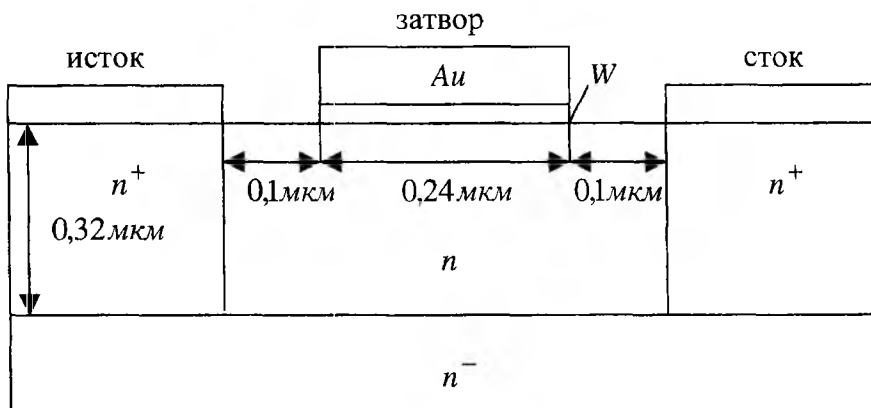 затвор
исток
сток
Au
W
n⁺
0,1мкм
0,24мкм
0,1мкм
n⁺
0,32мкм
n
n⁻